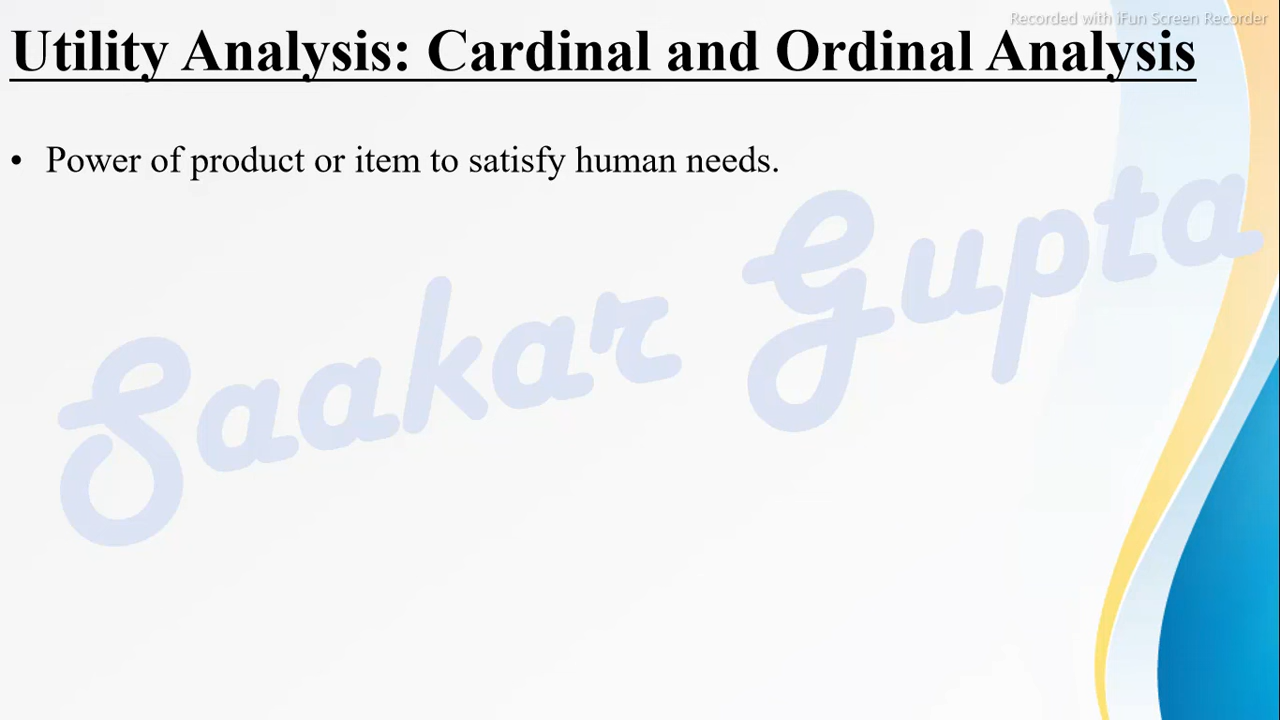 Recorded with iFun Screen Recorder
Utility Analysis: Cardinal and Ordinal Analysis
• Power of product or item to satisfy human needs.
Saakar Gupta